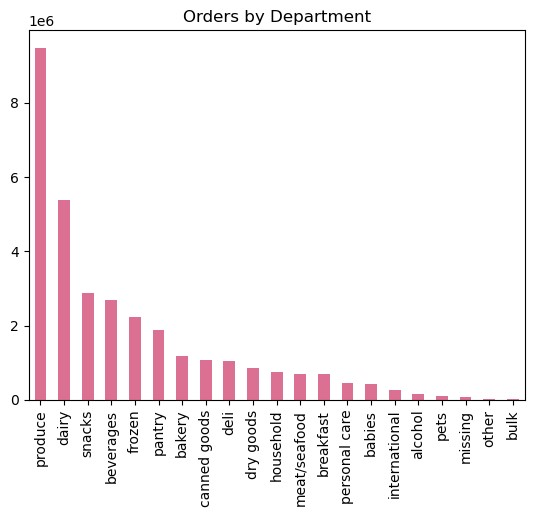 Orders by Department
1e6
8
6
4
2
0
produce
dairy
snacks
beverages
frozen
pantry
bakery
canned goods
deli
dry goods
household
meat/seafood
breakfast
personal care
babies
international
alcohol
pets
missing
other
bulk